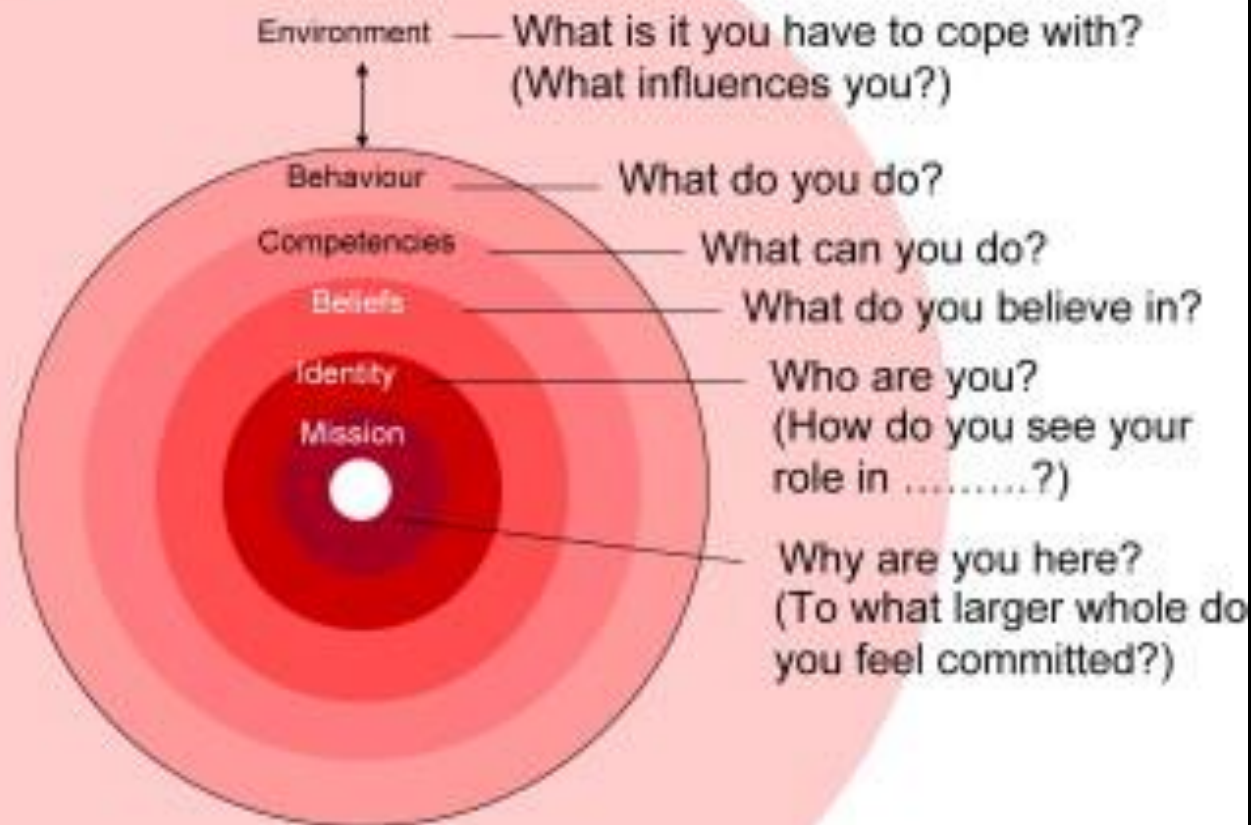 Environment
What is it you have to cope with?
(What influences you?)
Behaviour
What do you do?
Competencies
What can you do?
Beliefs
What do you believe in?
Identity
Who are you?
(How do you see your
role in .........?)
Mission
Why are you here?
(To what larger whole do
you feel committed?)